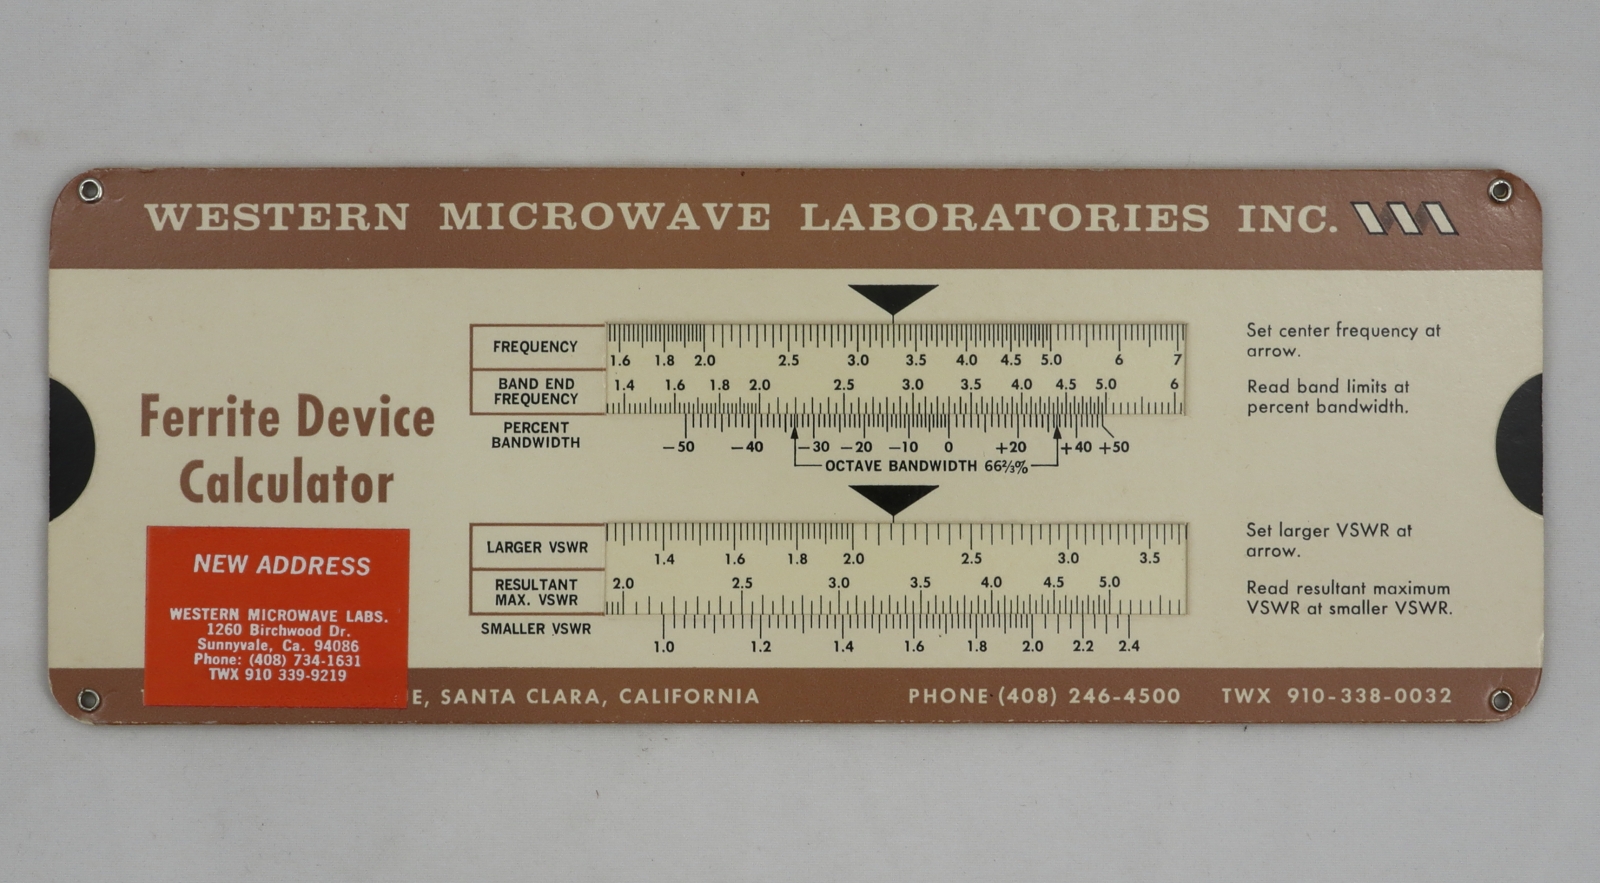 WESTERN MICROWAVE LABORATORIES INC.
Ferrite Device
Calculator
FREQUENCY
1.6 1.8 2.0 2.5 3.0 3.5 4.0 4.5 5.0 6 7
BAND END
FREQUENCY
1.4 1.6 1.8 2.0 2.5 3.0 3.5 4.0 4.5 5.0 6
PERCENT
BANDWIDTH
−50 −40 −30 −20 −10 0 +20 +40 +50
OCTAVE BANDWIDTH 66⅔%
Set center frequency at
arrow.
Read band limits at
percent bandwidth.
LARGER VSWR
1.4 1.6 1.8 2.0 2.5 3.0 3.5
RESULTANT
MAX. VSWR
2.0 2.5 3.0 3.5 4.0 4.5 5.0
SMALLER VSWR
1.0 1.2 1.4 1.6 1.8 2.0 2.2 2.4
Set larger VSWR at
arrow.
Read resultant maximum
VSWR at smaller VSWR.
NEW ADDRESS
WESTERN MICROWAVE LABS.
1260 Birchwood Dr.
Sunnyvale, Ca. 94086
Phone: (408) 734-1631
TWX 910 339-9219
E, SANTA CLARA, CALIFORNIA PHONE (408) 246-4500 TWX 910-338-0032